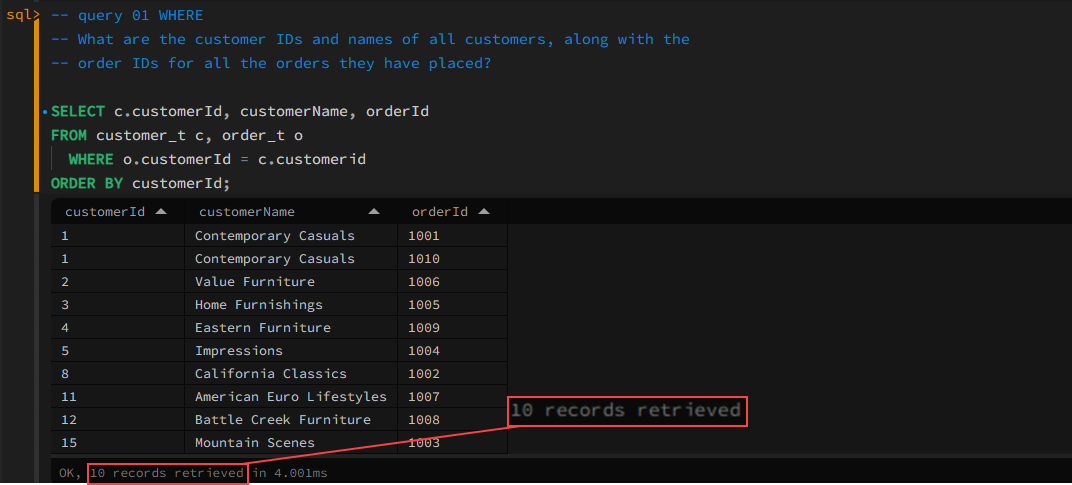 sql>
-- query 01 WHERE
-- What are the customer IDs and names of all customers, along with the
-- order IDs for all the orders they have placed?
SELECT c.customerId, customerName, orderId
FROM customer_t c, order_t o
WHERE o.customerId = c.customerid
ORDER BY customerId;
customerId customerName orderId
1 Contemporary Casuals 1001
1 Contemporary Casuals 1010
2 Value Furniture 1006
3 Home Furnishings 1005
4 Eastern Furniture 1009
5 Impressions 1004
8 California Classics 1002
11 American Euro Lifestyles 1007
12 Battle Creek Furniture 1008
15 Mountain Scenes 1003
10 records retrieved
OK, 10 records retrieved in 4.001ms